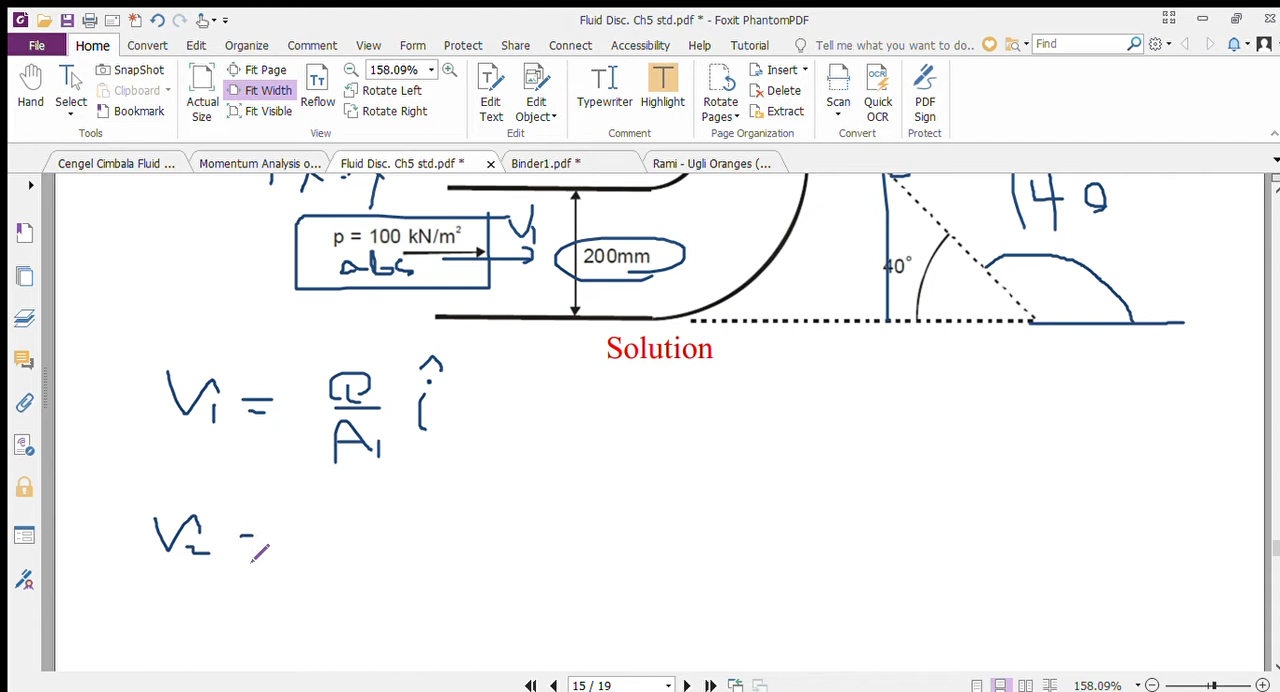 Fluid Disc. Ch5 std.pdf * - Foxit PhantomPDF
File Home Convert Edit Organize Comment View Form Protect Share Connect Accessibility Help Tutorial Tell me what you want to do.. Find
Hand Select SnapShot Clipboard Bookmark
Actual Size Fit Page Fit Width Fit Visible Reflow 158.09% Rotate Left Rotate Right
Edit Text Edit Object Typewriter Highlight Rotate Pages Insert Delete Extract Scan Quick OCR PDF Sign
Tools View Edit Comment Page Organization Convert Protect
Cengel Cimbala Fluid ... Momentum Analysis o... Fluid Disc. Ch5 std.pdf * Binder1.pdf * Rami - Ugli Oranges (...
140
V1
p = 100 kN/m²
abs
200mm
40°
Solution
V1 = Q/A1 î
V2 -
15 / 19 158.09%